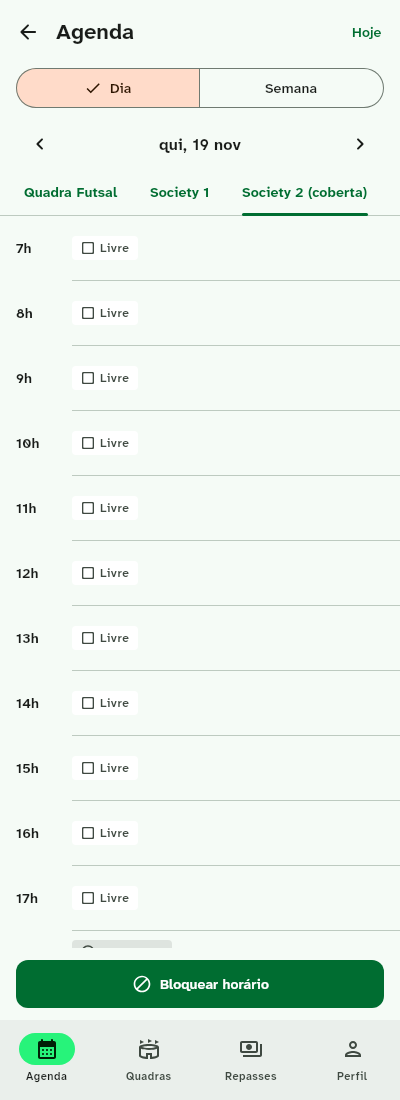 Agenda
Hoje
Dia
Semana
qui, 19 nov
Quadra Futsal
Society 1
Society 2 (coberta)
7h
Livre
8h
Livre
9h
Livre
10h
Livre
11h
Livre
12h
Livre
13h
Livre
14h
Livre
15h
Livre
16h
Livre
17h
Livre
Bloquear horário
Agenda
Quadras
Repasses
Perfil